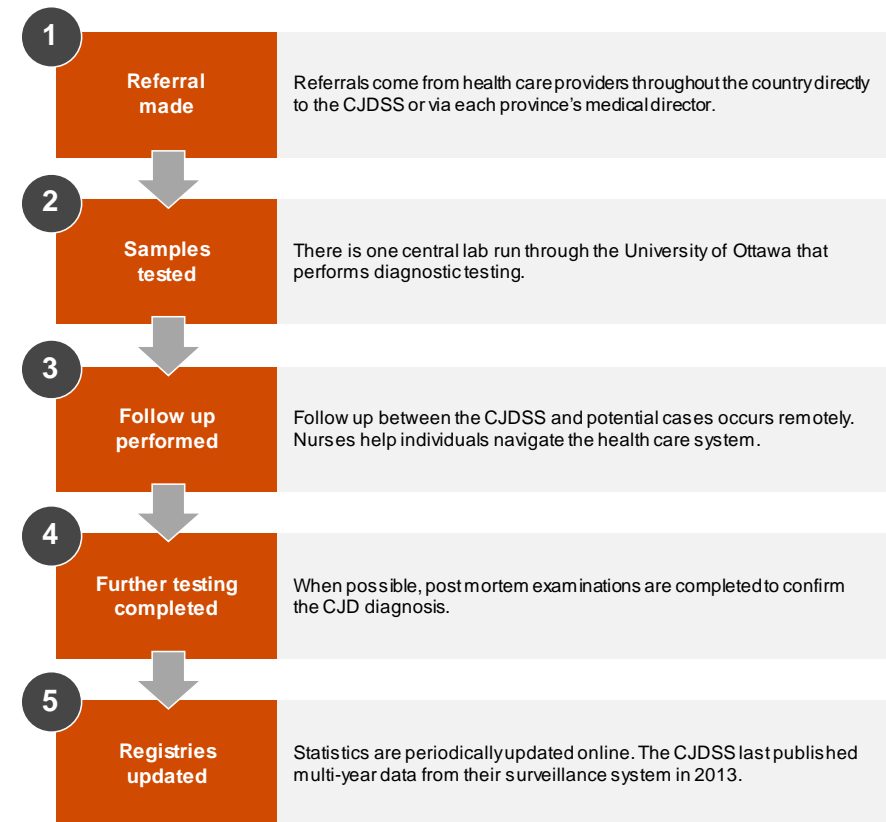 1
Referral
made
Referrals come from health care providers throughout the country directly
to the CJDSS or via each province's medical director.
2
Samples
tested
There is one central lab run through the University of Ottawa that
performs diagnostic testing.
3
Follow up
performed
Follow up between the CJDSS and potential cases occurs remotely.
Nurses help individuals navigate the health care system.
4
Further testing
completed
When possible, post mortem examinations are completed to confirm
the CJD diagnosis.
5
Registries
updated
Statistics are periodically updated online. The CJDSS last published
multi-year data from their surveillance system in 2013.